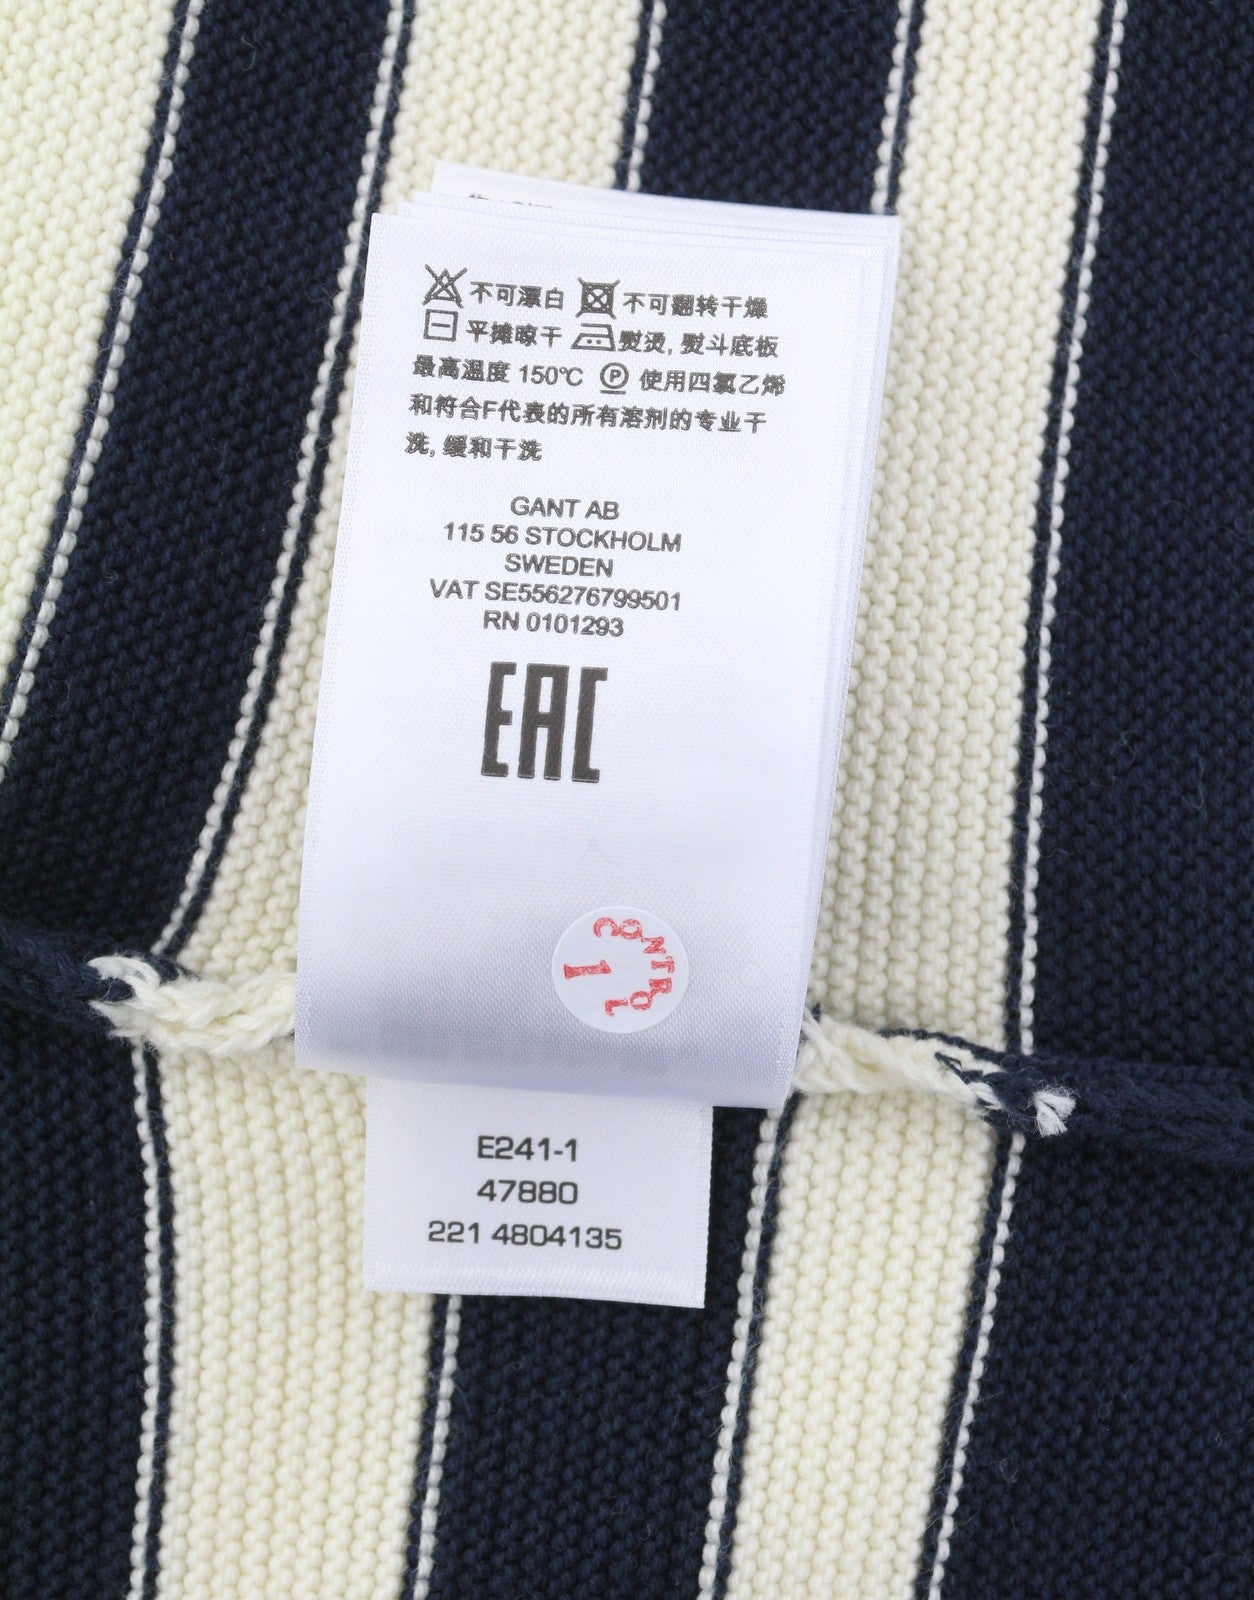 不可漂白 不可翻转干燥
平摊晾干 熨烫, 熨斗底板
最高温度 150℃ P 使用四氯乙烯
和符合F代表的所有溶剂的专业干
洗, 缓和干洗
GANT AB
115 56 STOCKHOLM
SWEDEN
VAT SE556276799501
RN 0101293
EAC
CONTROL
1
E241-1
47880
221 4804135